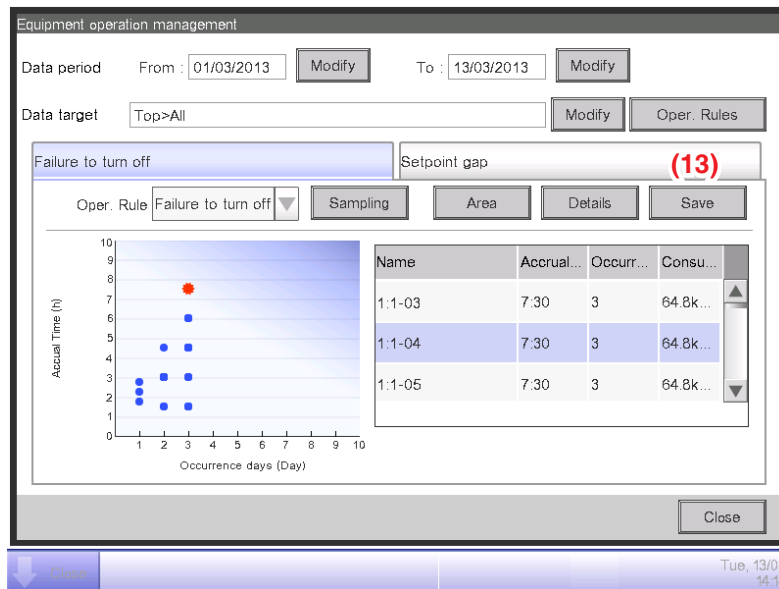 Equipment operation management
Data period From : 01/03/2013 Modify To : 13/03/2013 Modify
Data target Top>All Modify Oper. Rules
Failure to turn off Setpoint gap (13)
Oper. Rule Failure to turn off Sampling Area Details Save
10
9
8
7
6
5
4
3
2
1
0
Accual Time (h)
1 2 3 4 5 6 7 8 9 10
Occurrence days (Day)
Name Accrual... Occurr... Consu...
1:1-03 7:30 3 64.8k...
1:1-04 7:30 3 64.8k...
1:1-05 7:30 3 64.8k...
Close
Close
Tue, 13/0
14:1